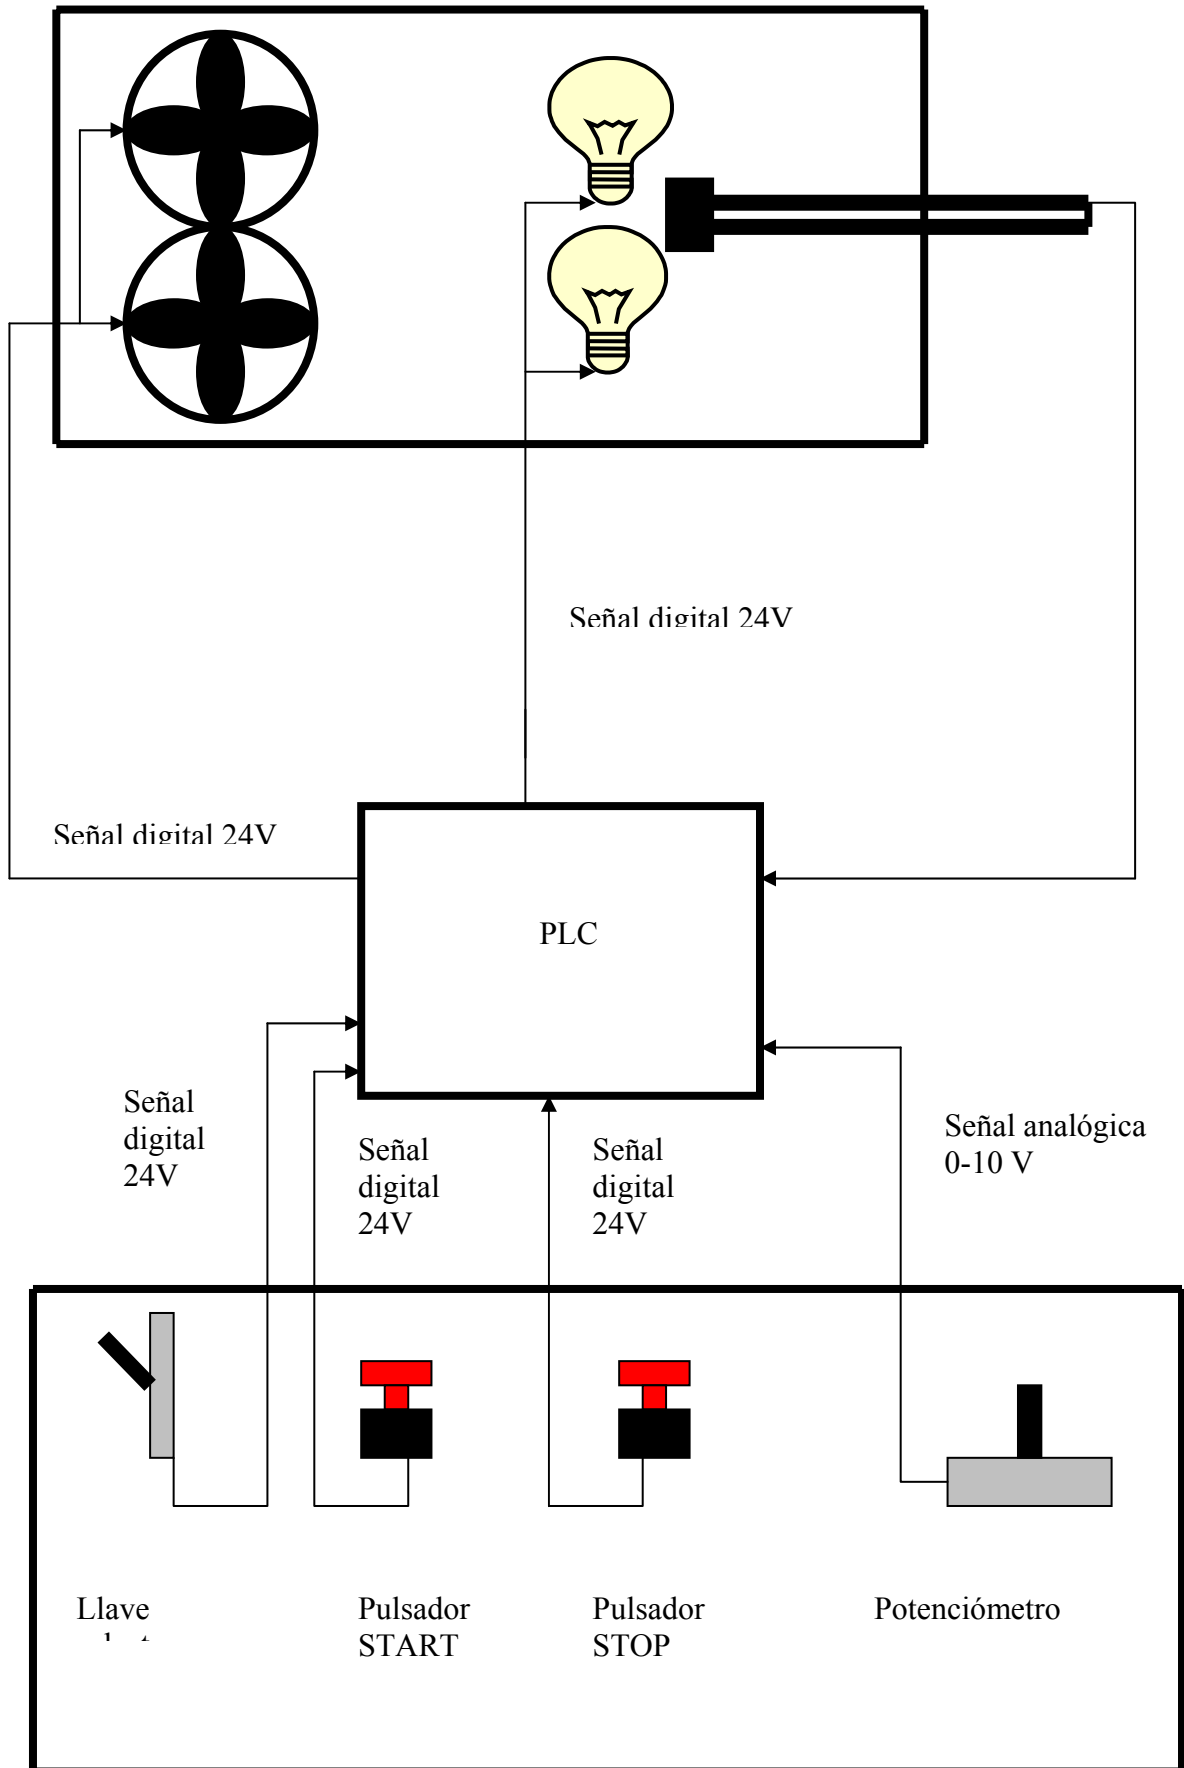 Señal digital 24V
Señal digital 24V
PLC
Señal
digital
24V
Señal
digital
24V
Señal
digital
24V
Señal analógica
0-10 V
Llave
Pulsador
START
Pulsador
STOP
Potenciómetro